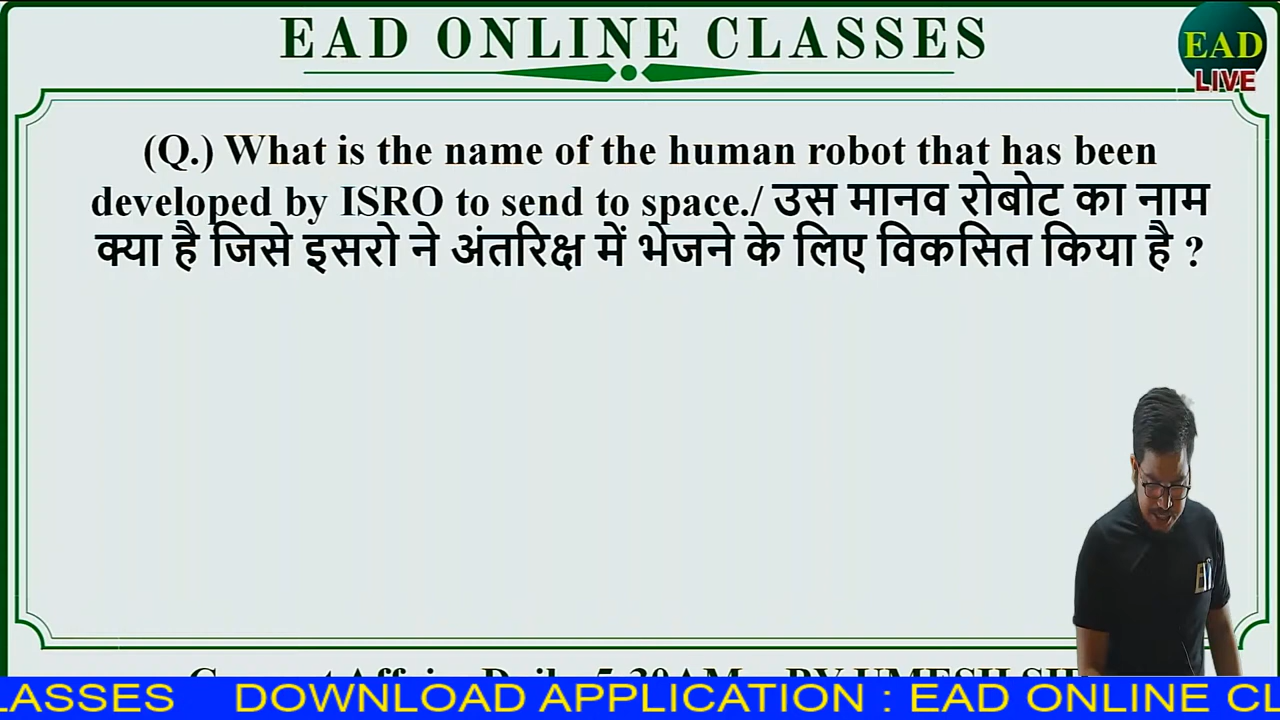 EAD ONLINE CLASSES
EAD
LIVE
(Q.) What is the name of the human robot that has been
developed by ISRO to send to space./ उस मानव रोबोट का नाम
क्या है जिसे इसरो ने अंतरिक्ष में भेजने के लिए विकसित किया है ?
LASSES DOWNLOAD APPLICATION : EAD ONLINE CL